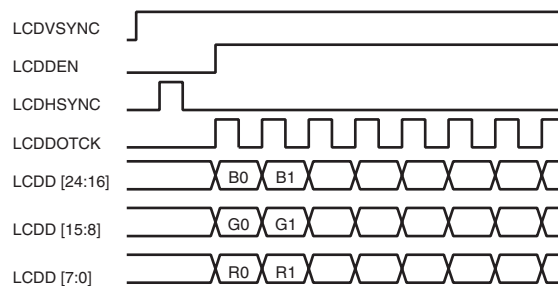 LCDVSYNC
LCDDEN
LCDHSYNC
LCDDOTCK
LCDD [24:16] B0 B1
LCDD [15:8] G0 G1
LCDD [7:0] R0 R1